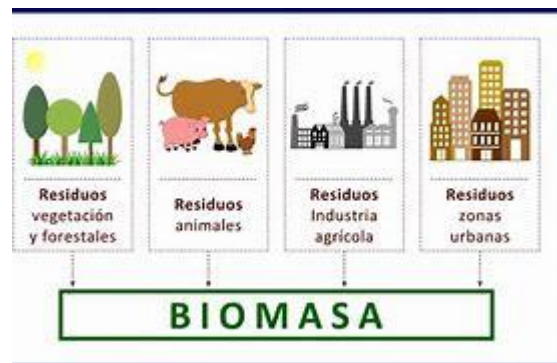 Residuos
vegetación
y forestales
Residuos
animales
Residuos
Industria
agrícola
Residuos
zonas
urbanas
BIOMASA